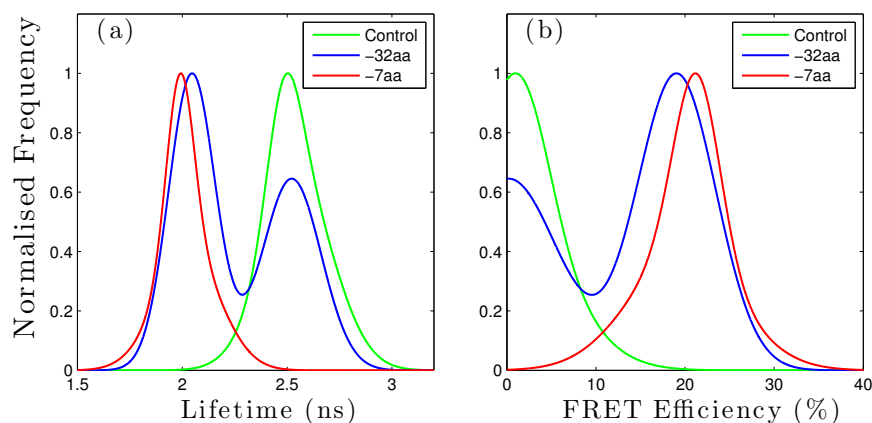 (a)
Control
−32aa
−7aa
Normalised Frequency
1
0.8
0.6
0.4
0.2
0
1.5 2 2.5 3
Lifetime (ns)
(b)
Control
−32aa
−7aa
1
0.8
0.6
0.4
0.2
0
0 10 20 30 40
FRET Efficiency (%)